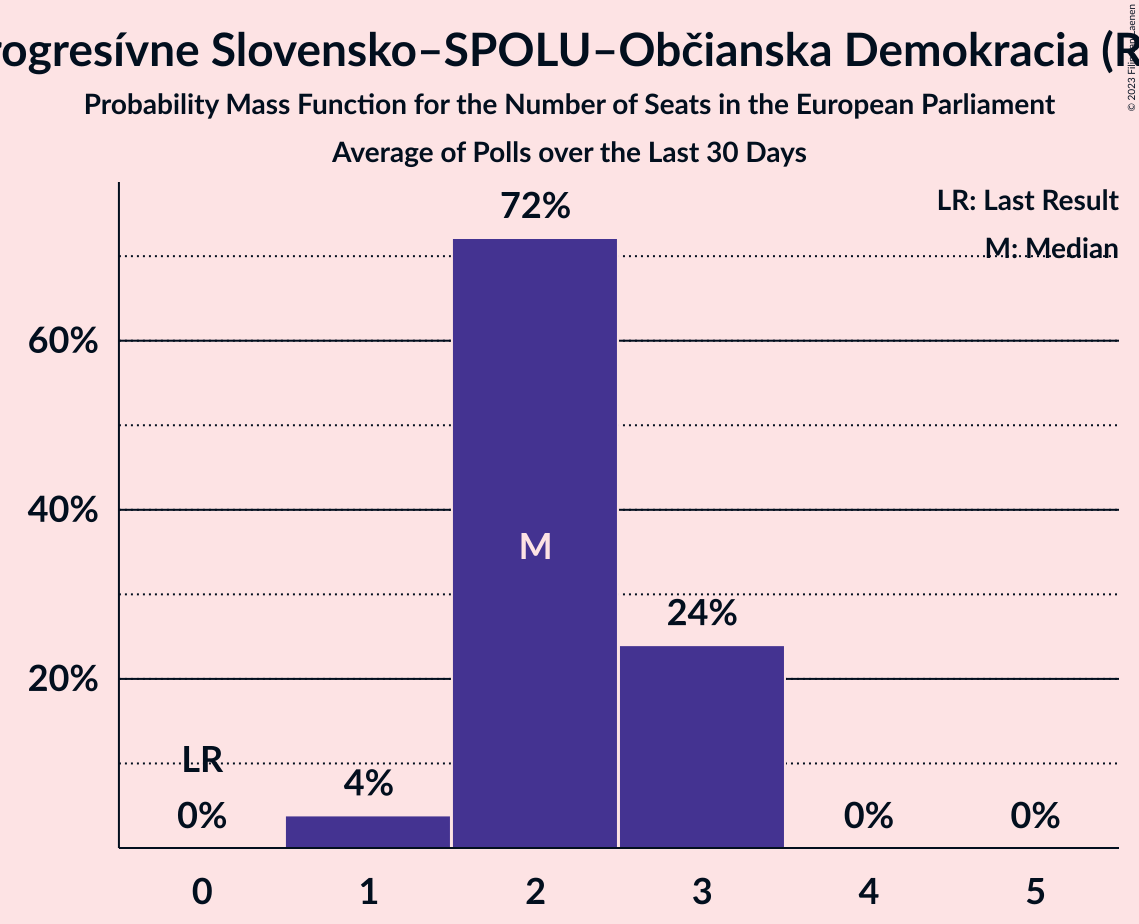 rogresívne Slovensko–SPOLU–Občianska Demokracia (R
Probability Mass Function for the Number of Seats in the European Parliament
Average of Polls over the Last 30 Days
© 2023 Filip Laenen
LR: Last Result
M: Median
72%
60%
40%
M
24%
20%
LR
4%
0%
0%
0%
0
1
2
3
4
5